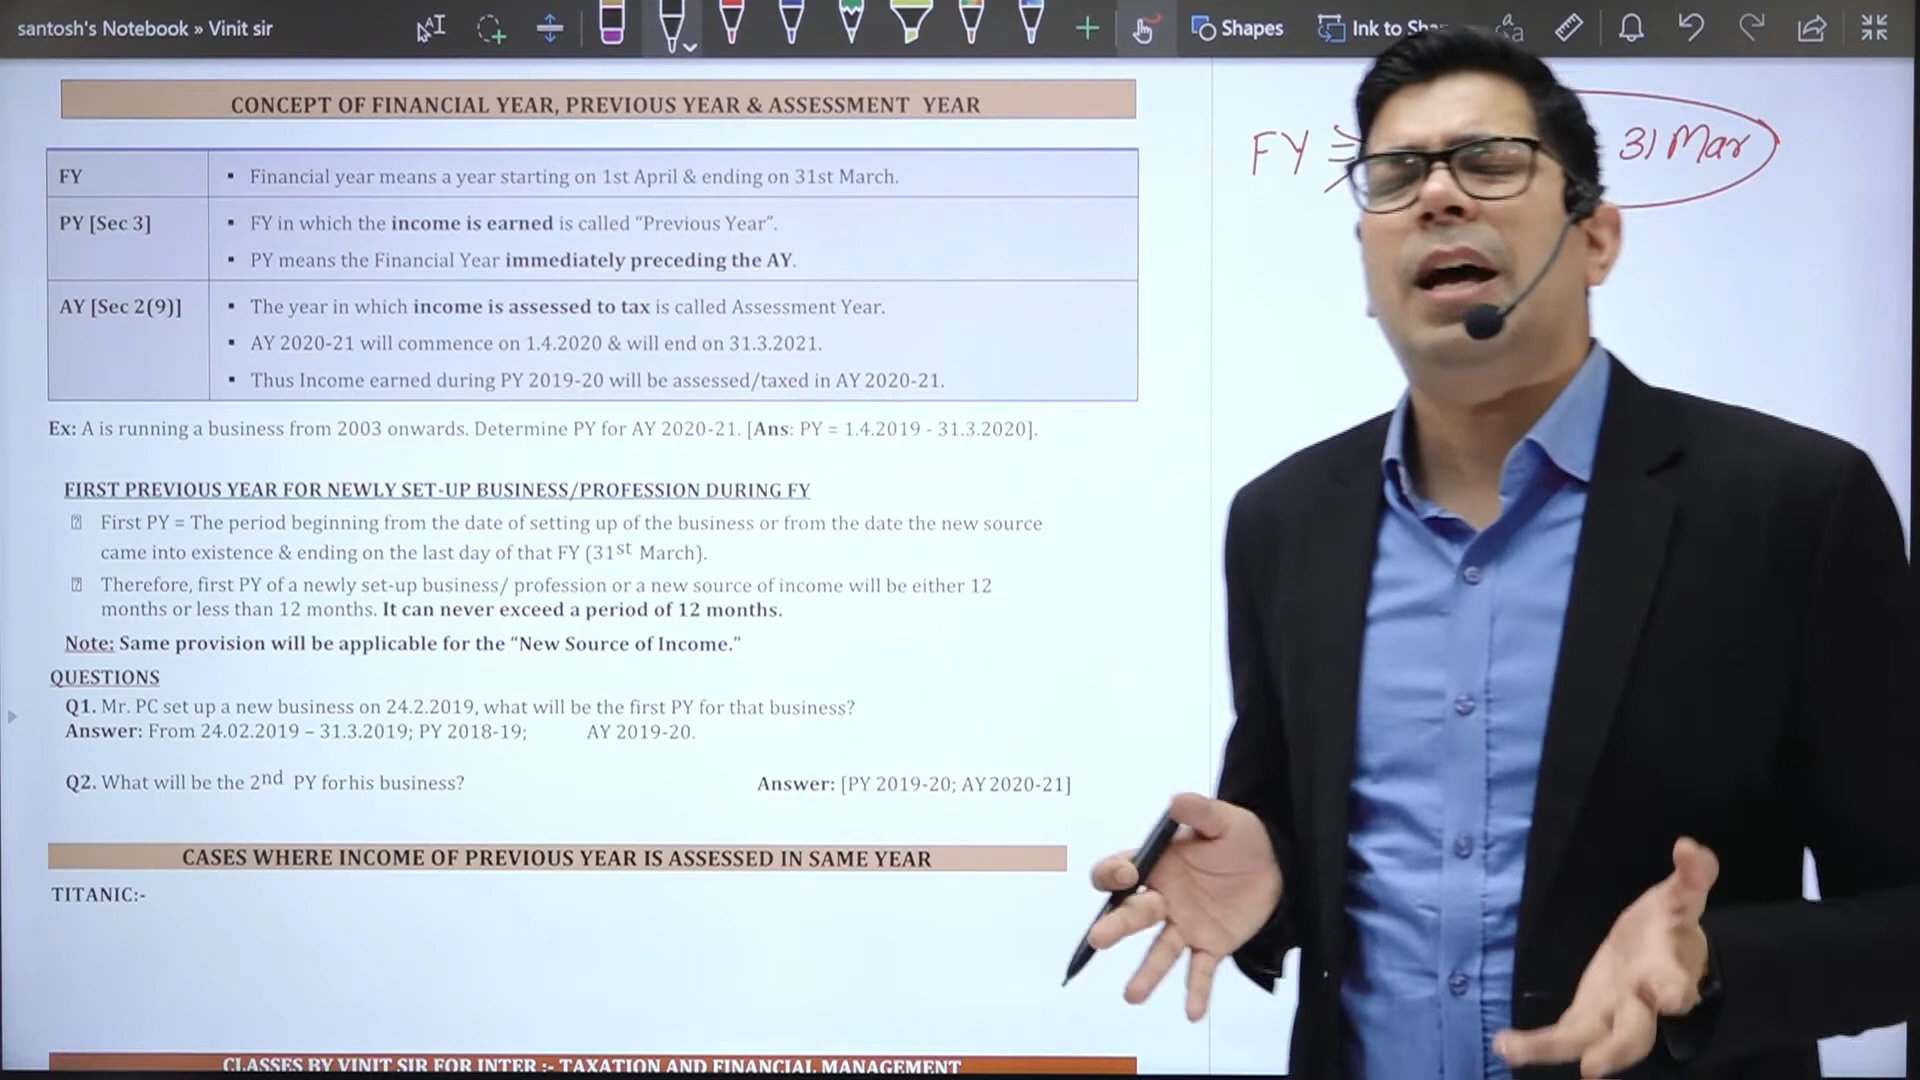 santosh's Notebook » Vinit sir
Shapes
Ink to
CONCEPT OF FINANCIAL YEAR, PREVIOUS YEAR & ASSESSMENT YEAR
FY
▪ Financial year means a year starting on 1st April & ending on 31st March.
PY [Sec 3]
▪ FY in which the income is earned is called “Previous Year”.
▪ PY means the Financial Year immediately preceding the AY.
AY [Sec 2(9)]
▪ The year in which income is assessed to tax is called Assessment Year.
▪ AY 2020-21 will commence on 1.4.2020 & will end on 31.3.2021.
▪ Thus Income earned during PY 2019-20 will be assessed/taxed in AY 2020-21.
Ex: A is running a business from 2003 onwards. Determine PY for AY 2020-21. [Ans: PY = 1.4.2019 - 31.3.2020].
FIRST PREVIOUS YEAR FOR NEWLY SET-UP BUSINESS/PROFESSION DURING FY
First PY = The period beginning from the date of setting up of the business or from the date the new source
came into existence & ending on the last day of that FY (31st March).
Therefore, first PY of a newly set-up business/ profession or a new source of income will be either 12
months or less than 12 months. It can never exceed a period of 12 months.
Note: Same provision will be applicable for the “New Source of Income.”
QUESTIONS
Q1. Mr. PC set up a new business on 24.2.2019, what will be the first PY for that business?
Answer: From 24.02.2019 – 31.3.2019; PY 2018-19; AY 2019-20.
Q2. What will be the 2nd PY forhis business? Answer: [PY 2019-20; AY 2020-21]
CASES WHERE INCOME OF PREVIOUS YEAR IS ASSESSED IN SAME YEAR
TITANIC:-
CLASSES BY VINIT SIR FOR INTER :- TAXATION AND FINANCIAL MANAGEMENT
FY
31 Mar